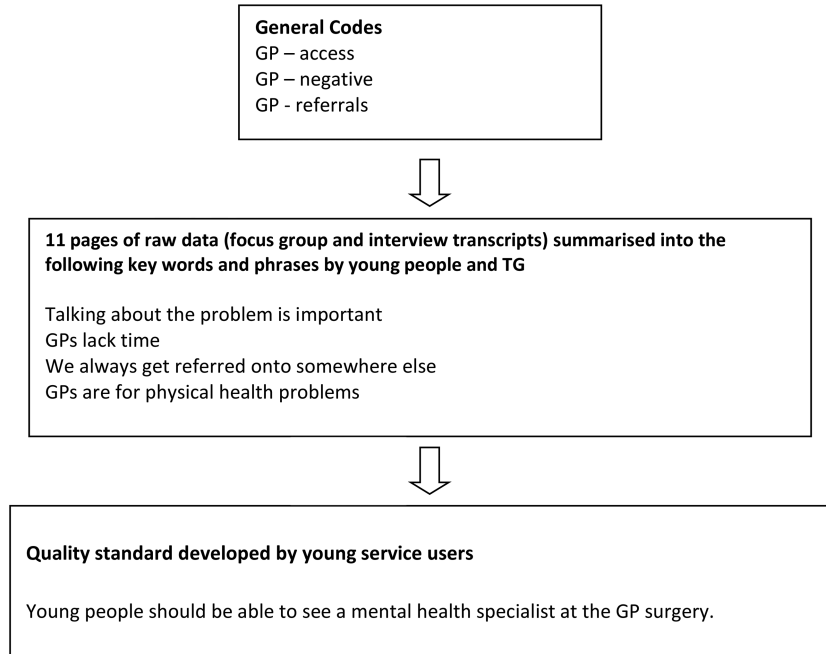 General Codes
GP – access
GP – negative
GP - referrals
11 pages of raw data (focus group and interview transcripts) summarised into the
following key words and phrases by young people and TG
Talking about the problem is important
GPs lack time
We always get referred onto somewhere else
GPs are for physical health problems
Quality standard developed by young service users
Young people should be able to see a mental health specialist at the GP surgery.